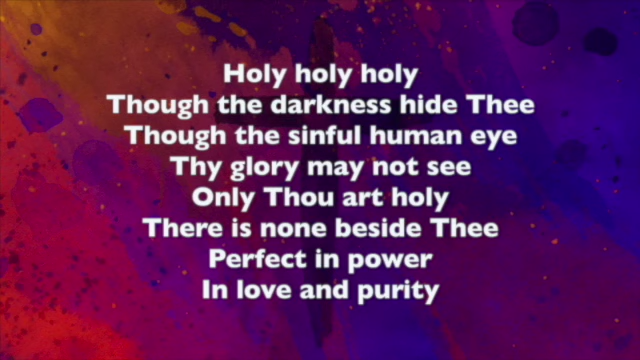 Holy holy holy
Though the darkness hide Thee
Though the sinful human eye
Thy glory may not see
Only Thou art holy
There is none beside Thee
Perfect in power
In love and purity